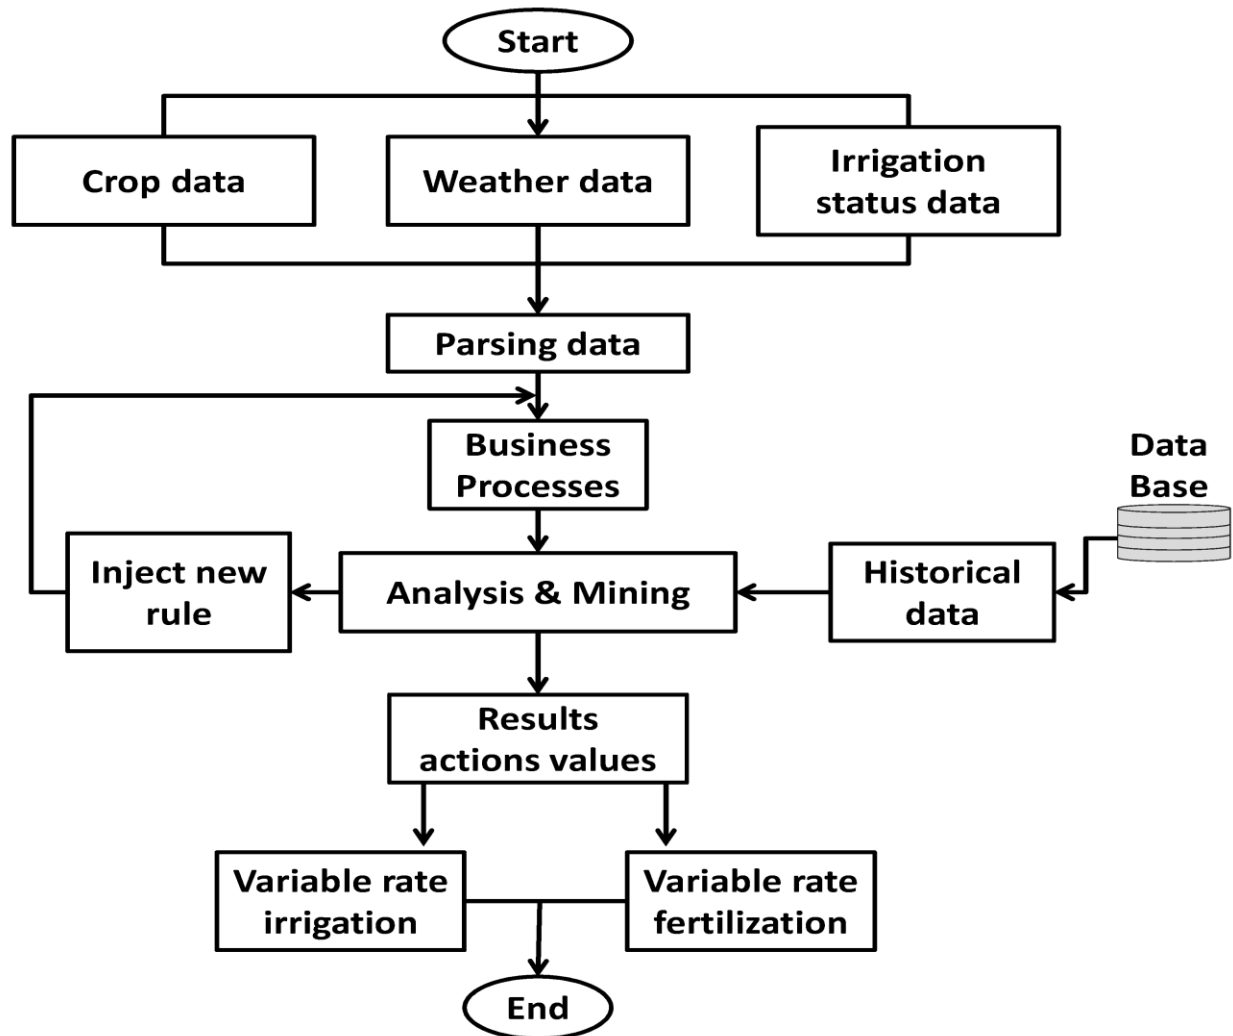 Start
Crop data
Weather data
Irrigation
status data
Parsing data
Business
Processes
Data
Base
Inject new
rule
Analysis & Mining
Historical
data
Results
actions values
Variable rate
irrigation
Variable rate
fertilization
End